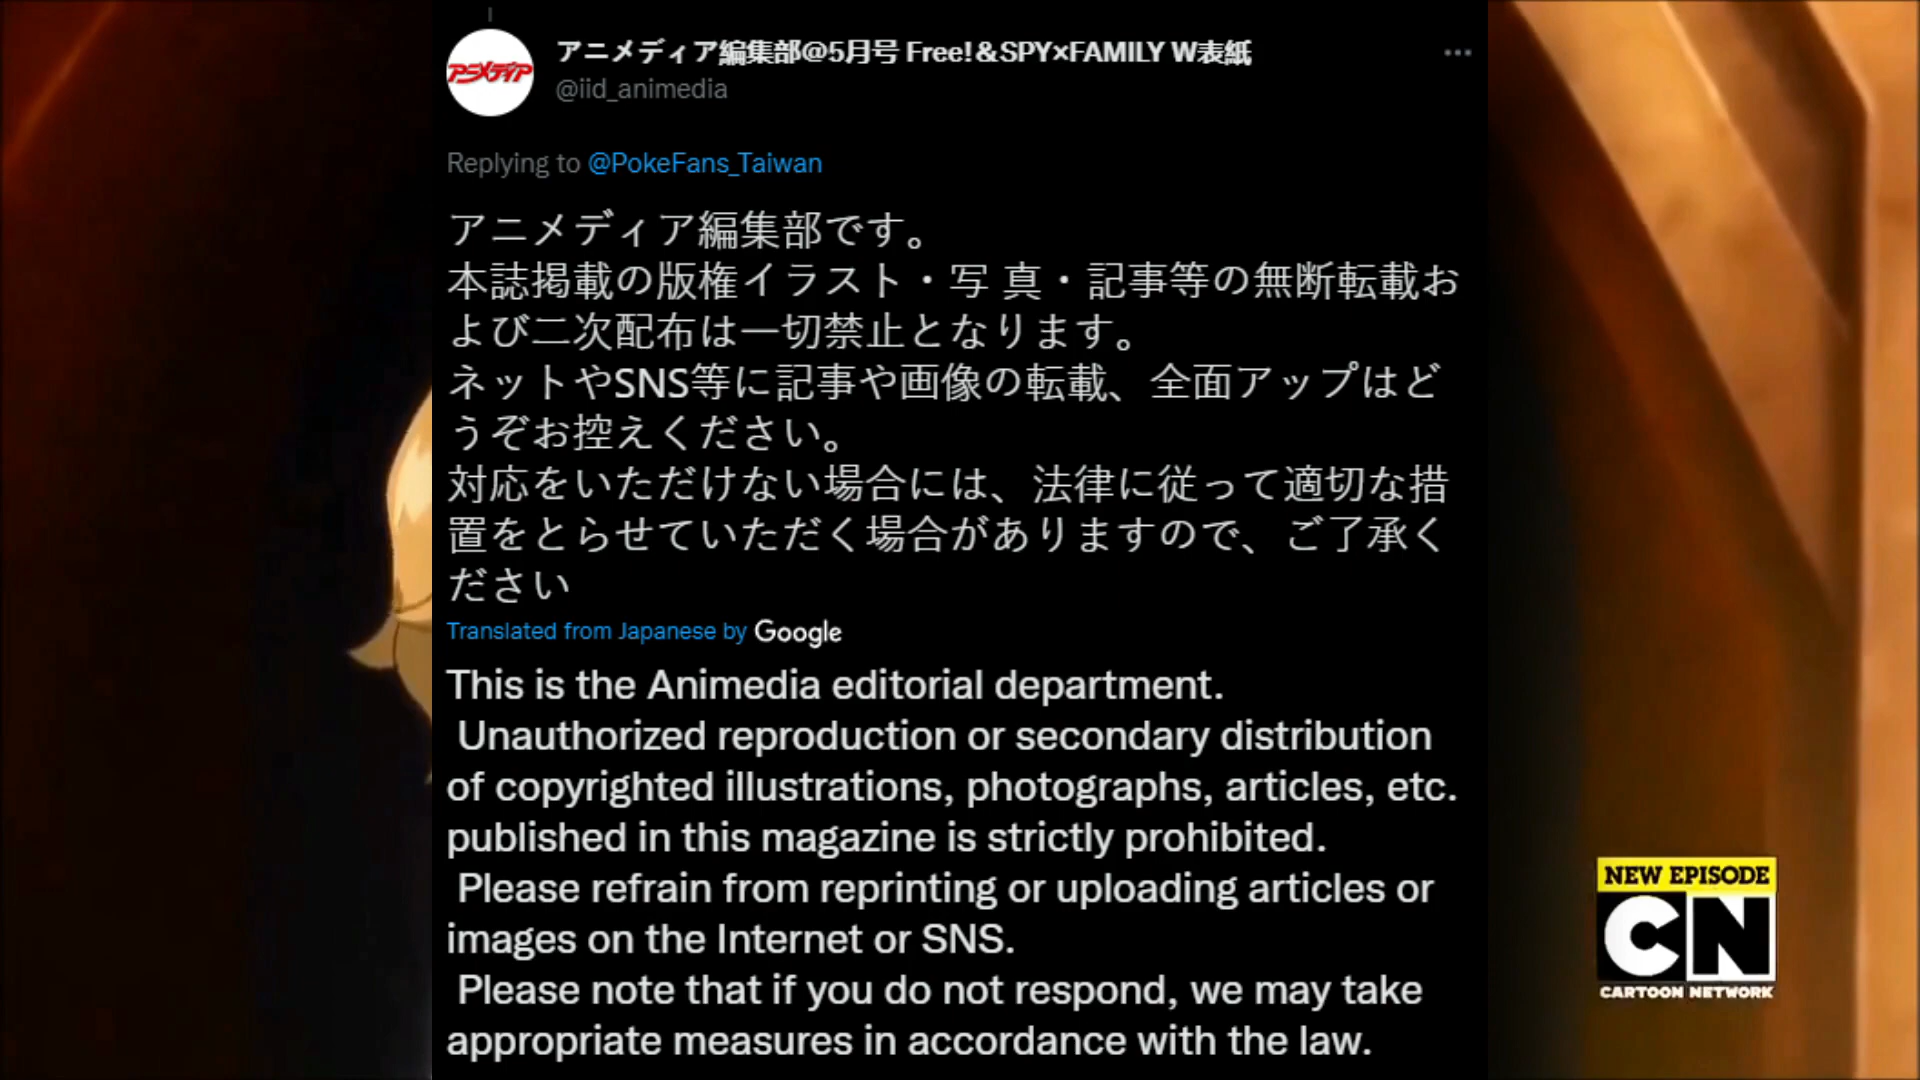 アニメディア
アニメディア編集部@5月号 Free!&SPY×FAMILY W表紙
@iid_animedia
Replying to @PokeFans_Taiwan
アニメディア編集部です。
本誌掲載の版権イラスト・写 真・記事等の無断転載お
よび二次配布は一切禁止となります。
ネットやSNS等に記事や画像の転載、全面アップはど
うぞお控えください。
対応をいただけない場合には、法律に従って適切な措
置をとらせていただく場合がありますので、ご了承く
ださい
Translated from Japanese by Google
This is the Animedia editorial department.
Unauthorized reproduction or secondary distribution
of copyrighted illustrations, photographs, articles, etc.
published in this magazine is strictly prohibited.
Please refrain from reprinting or uploading articles or
images on the Internet or SNS.
Please note that if you do not respond, we may take
appropriate measures in accordance with the law.
NEW EPISODE
CN
CARTOON NETWORK